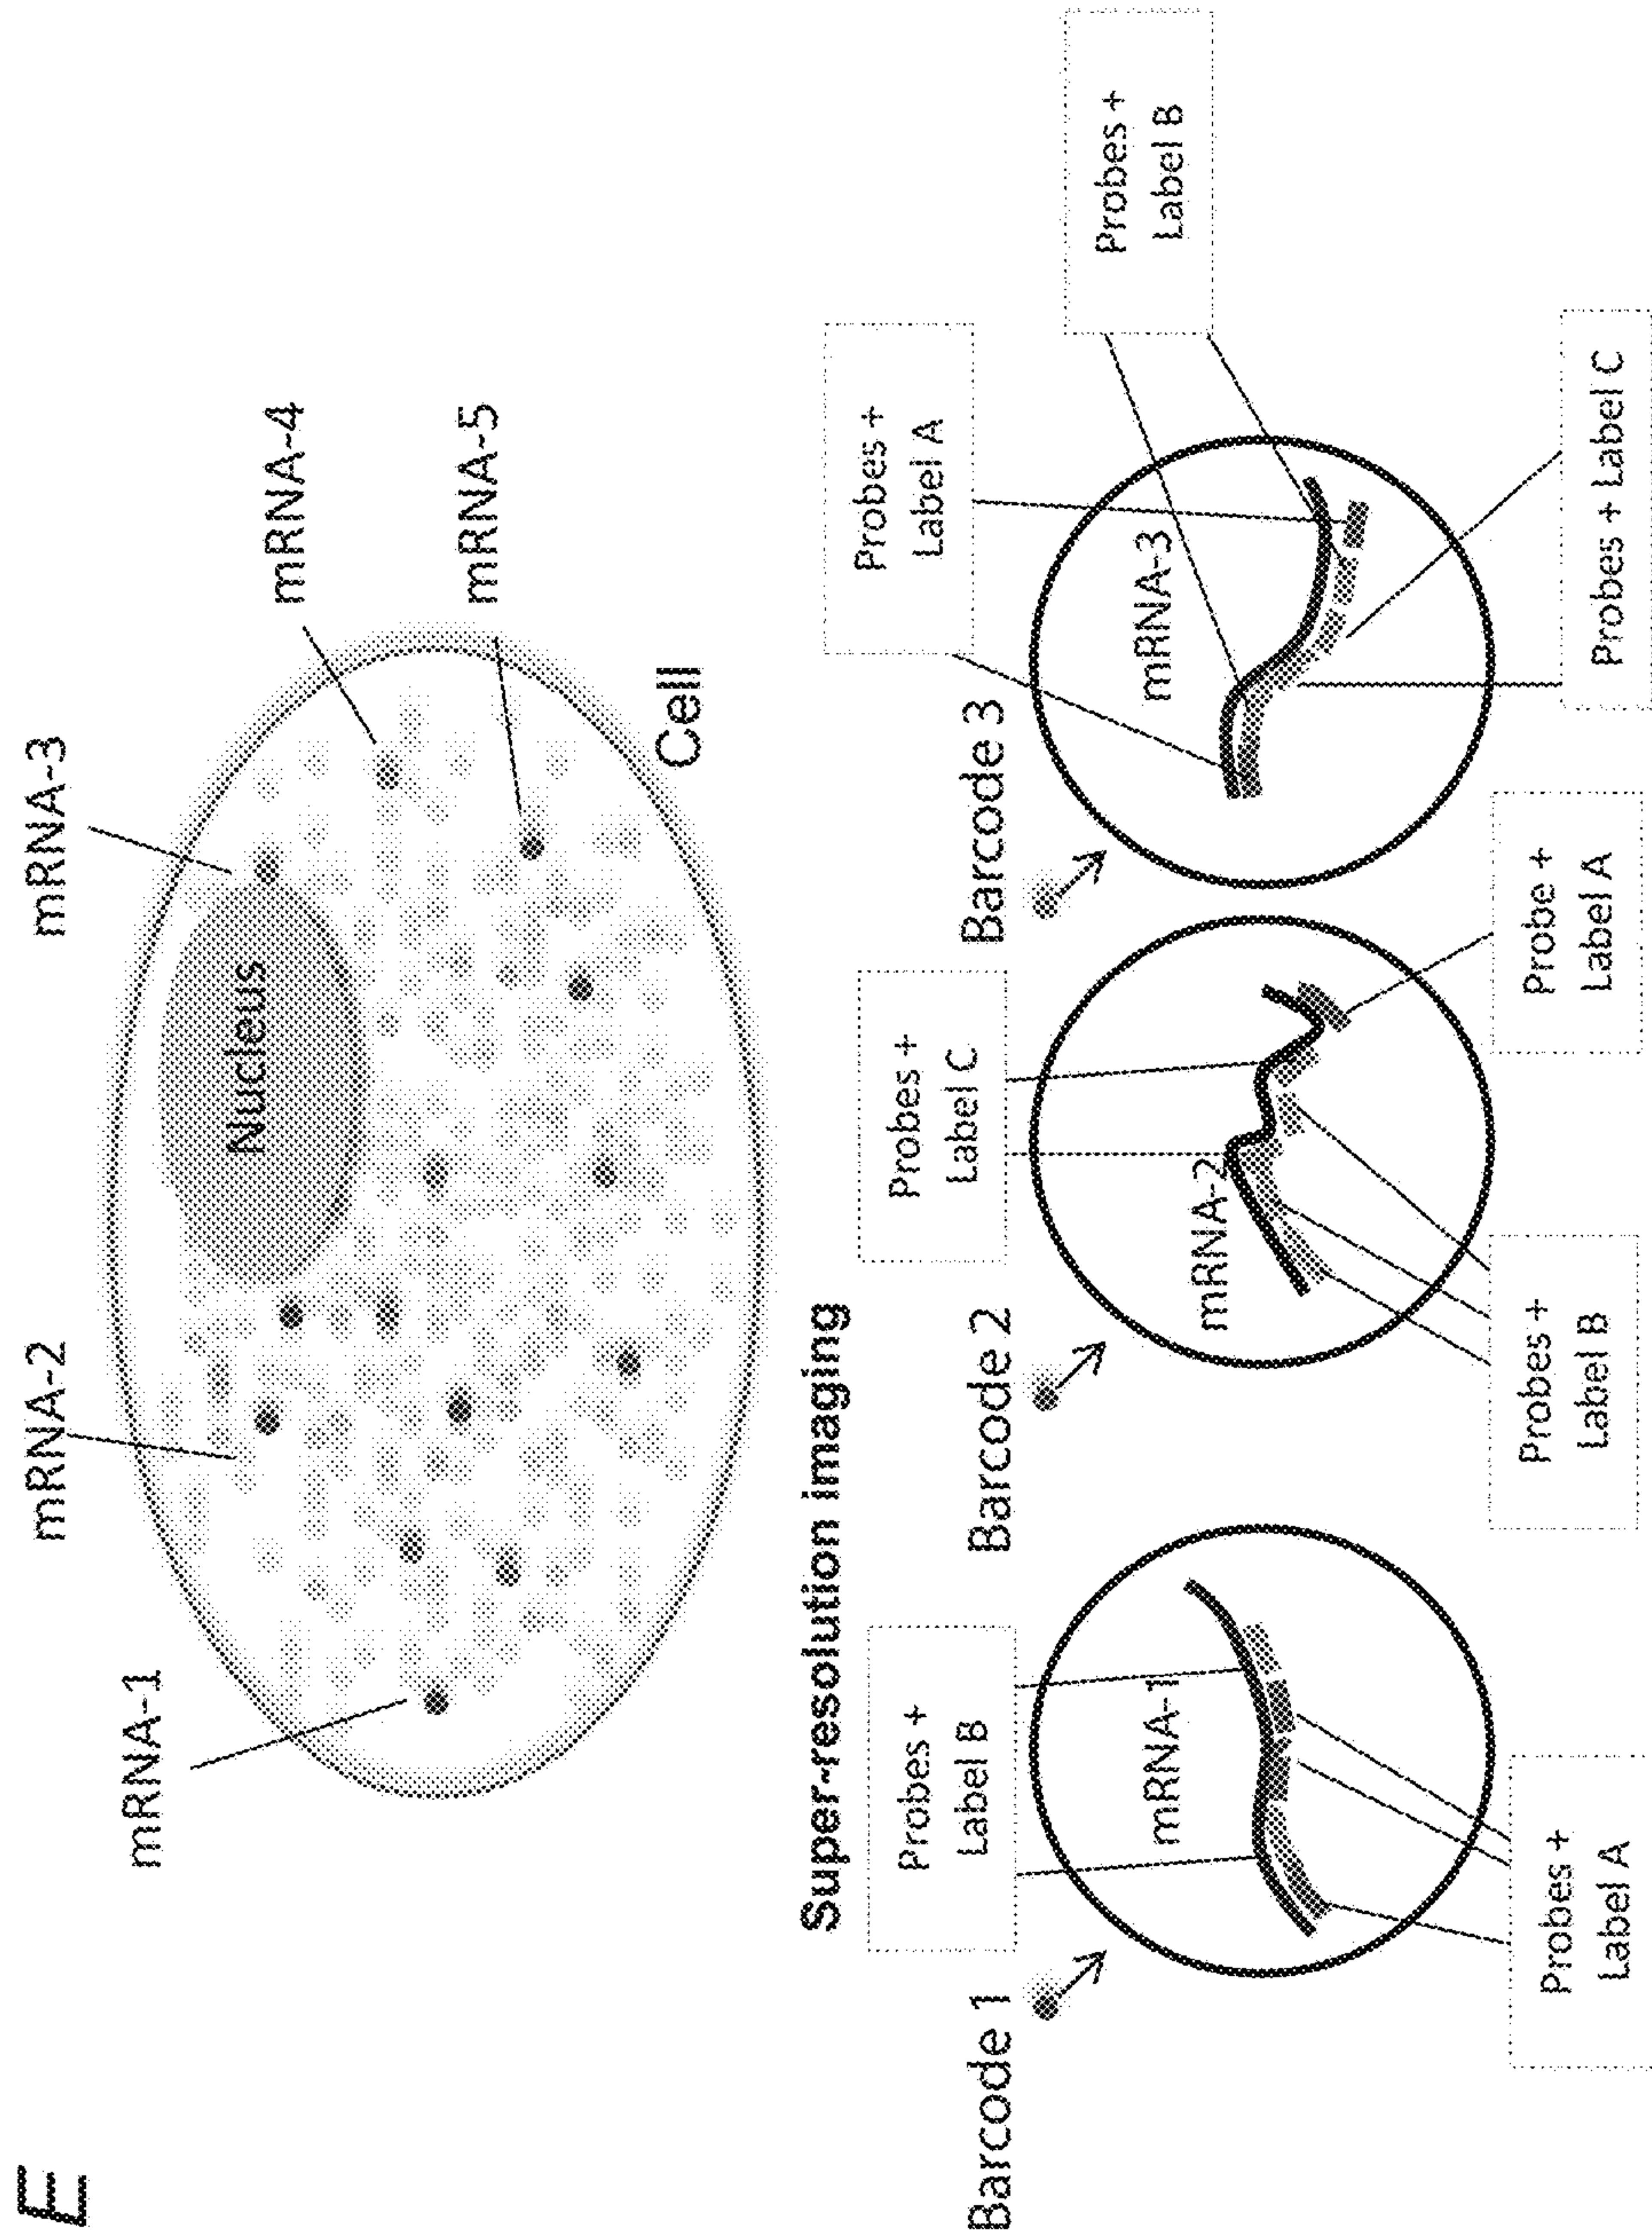 E
mRNA-1
mRNA-2
mRNA-3
mRNA-4
mRNA-5
Nucleus
Cell
Super-resolution imaging
Barcode 1
Probes +
Label B
mRNA-1
Probes +
Label A
Barcode 2
Probes +
Label C
mRNA-2
Probes +
Label B
Probe +
Label A
Barcode 3
Probes +
Label A
Probes +
Label B
mRNA-3
Probes + Label C